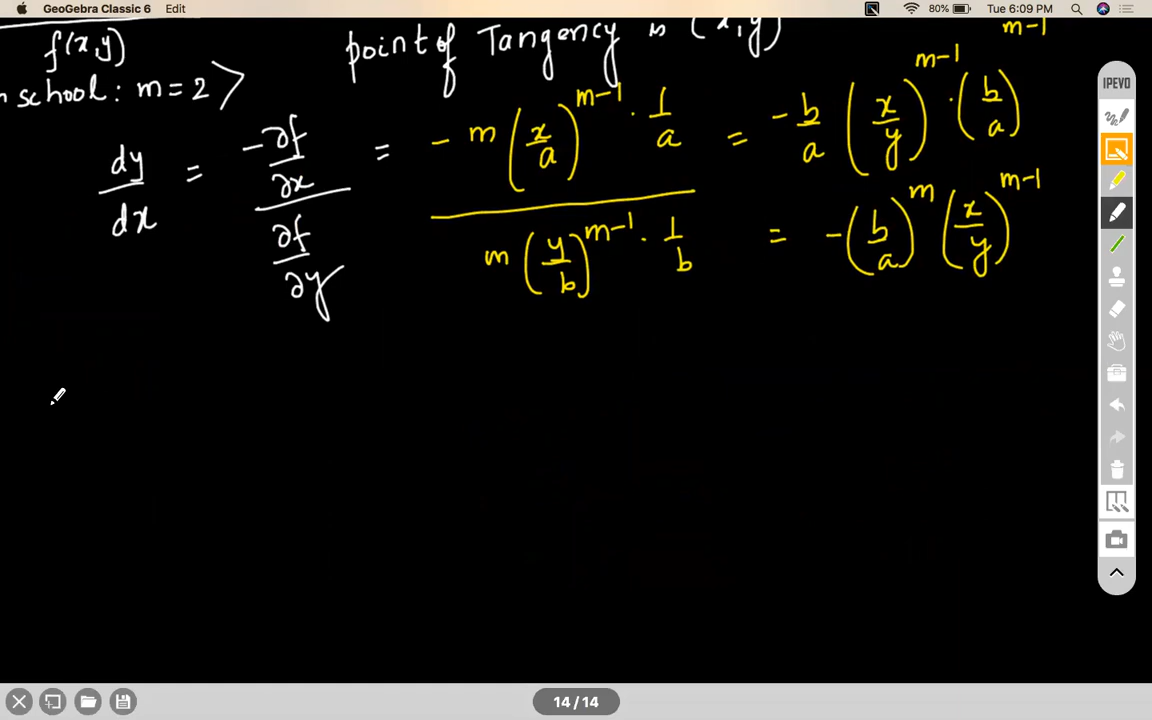 GeoGebra Classic 6 Edit 80% Tue 6:09 PM
m-1
f(x,y) point of Tangency is (x,y)
school: m = 2 >
IPEVO
dy/dx = (-∂f/∂x)/(∂f/∂y) = (-m(x/a)^{m-1} · 1/a)/(m(y/b)^{m-1} · 1/b) = -b/a (x/y)^{m-1} · (b/a)^{m-1}
= -(b/a)^m (x/y)^{m-1}
14 / 14